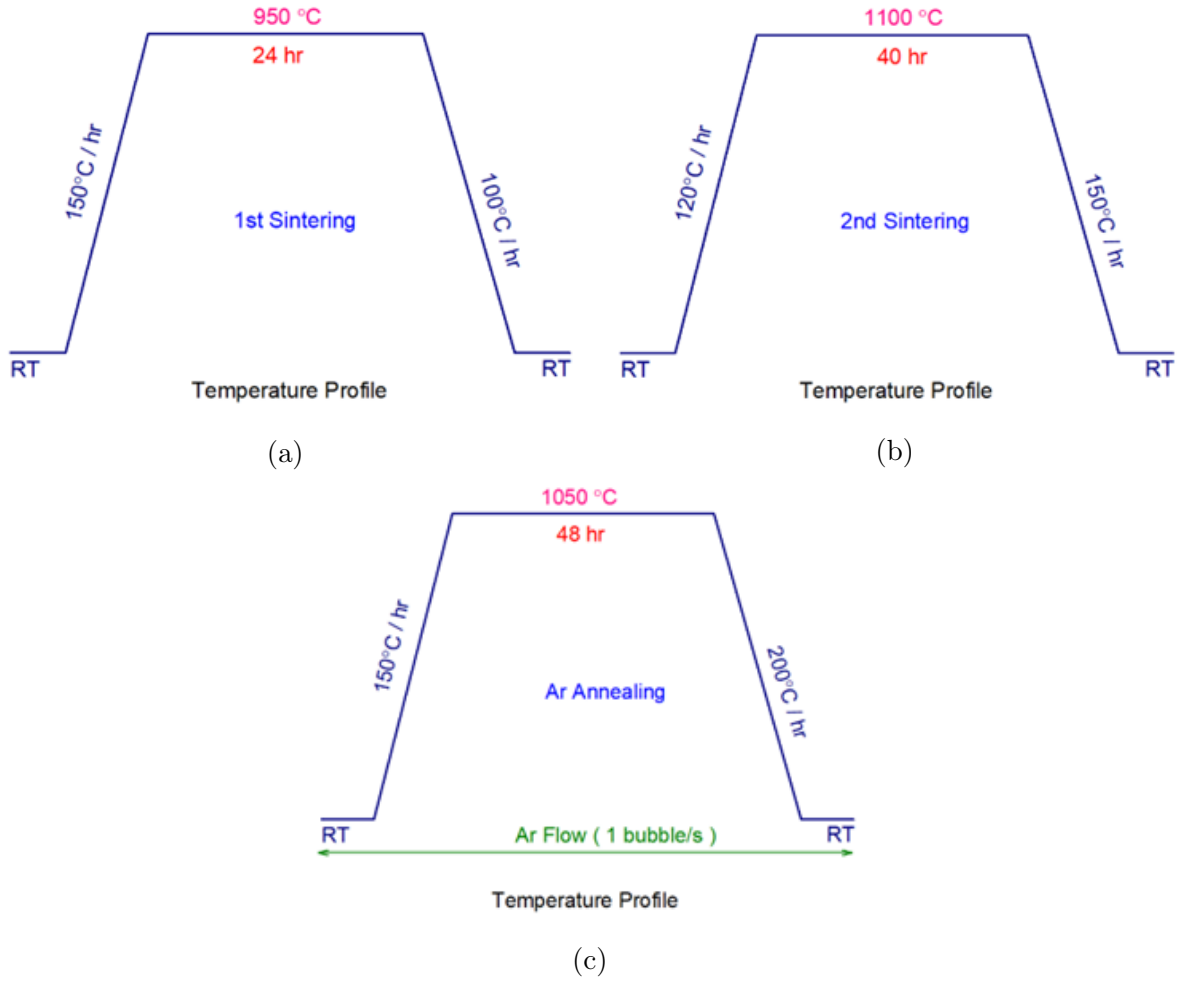 950 °C
24 hr
150°C / hr
100°C / hr
1st Sintering
RT
RT
Temperature Profile
(a)
1100 °C
40 hr
120°C / hr
150°C / hr
2nd Sintering
RT
RT
Temperature Profile
(b)
1050 °C
48 hr
150°C / hr
200°C / hr
Ar Annealing
RT
Ar Flow ( 1 bubble/s )
RT
Temperature Profile
(c)